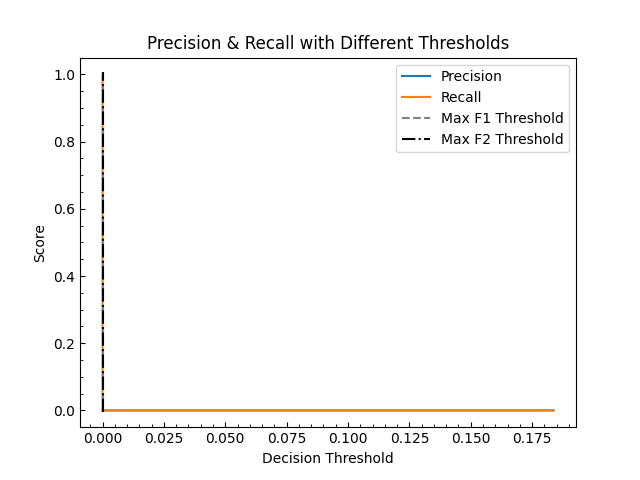 Precision & Recall with Different Thresholds
Precision
Recall
Max F1 Threshold
Max F2 Threshold
1.0
0.8
0.6
0.4
0.2
0.0
Score
0.000 0.025 0.050 0.075 0.100 0.125 0.150 0.175
Decision Threshold